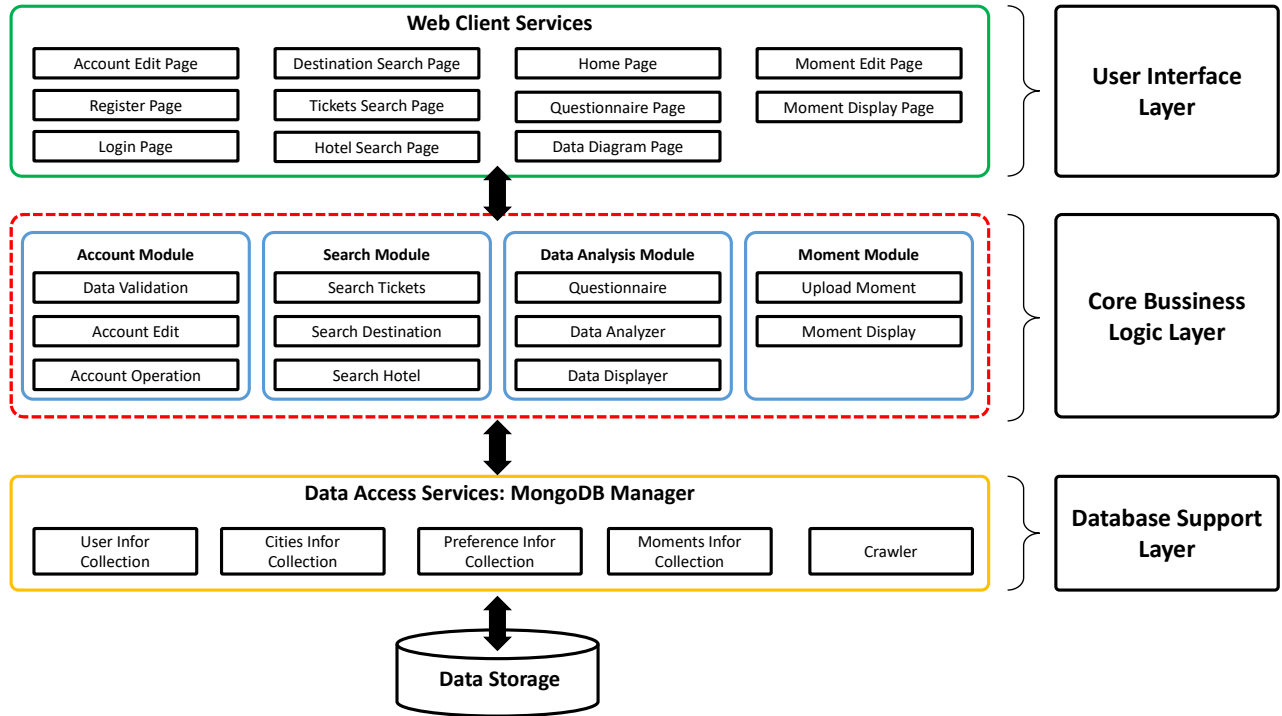 Web Client Services
Account Edit Page
Destination Search Page
Home Page
Moment Edit Page
Register Page
Tickets Search Page
Questionnaire Page
Moment Display Page
Login Page
Hotel Search Page
Data Diagram Page
User Interface
Layer
Account Module
Data Validation
Account Edit
Account Operation
Search Module
Search Tickets
Search Destination
Search Hotel
Data Analysis Module
Questionnaire
Data Analyzer
Data Displayer
Moment Module
Upload Moment
Moment Display
Core Bussiness
Logic Layer
Data Access Services: MongoDB Manager
User Infor
Collection
Cities Infor
Collection
Preference Infor
Collection
Moments Infor
Collection
Crawler
Database Support
Layer
Data Storage